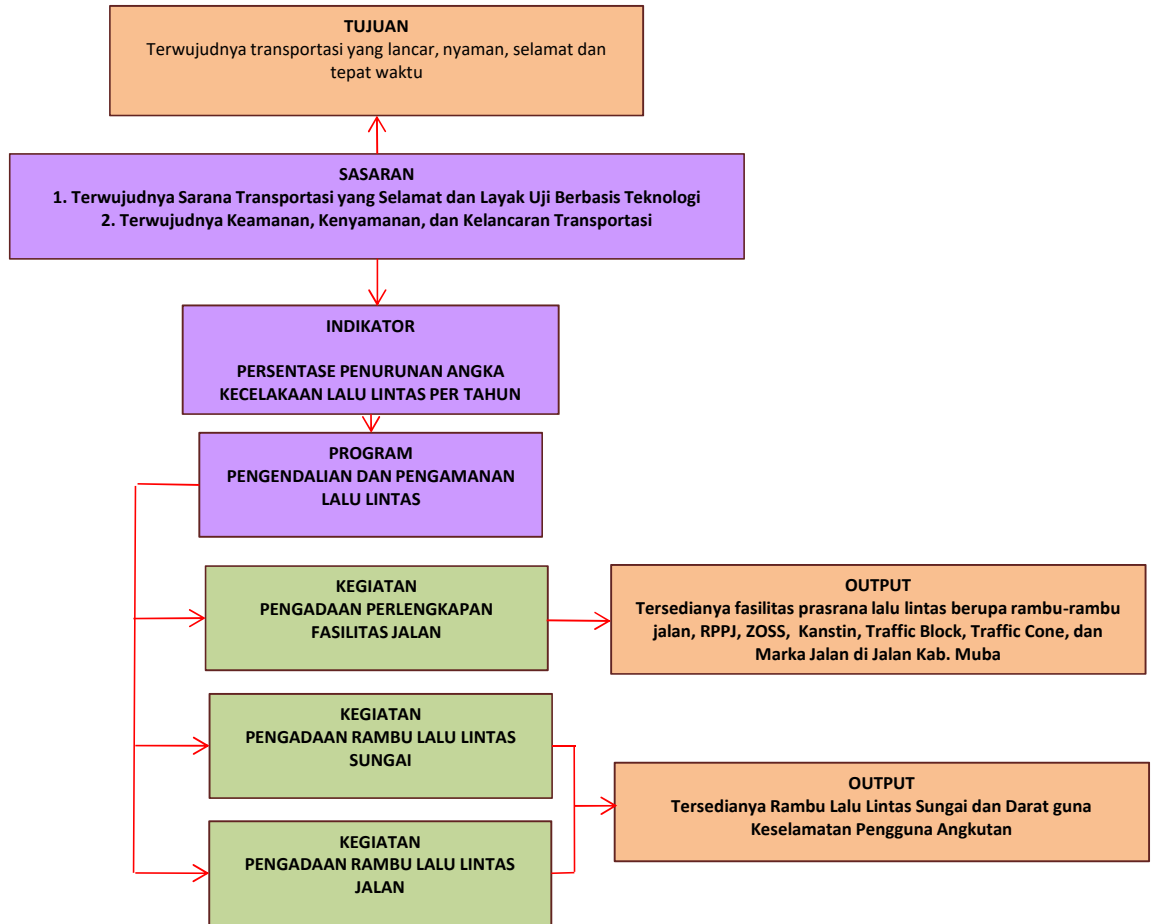 TUJUAN
Terwujudnya transportasi yang lancar, nyaman, selamat dan
tepat waktu
SASARAN
1. Terwujudnya Sarana Transportasi yang Selamat dan Layak Uji Berbasis Teknologi
2. Terwujudnya Keamanan, Kenyamanan, dan Kelancaran Transportasi
INDIKATOR
PERSENTASE PENURUNAN ANGKA
KECELAKAAN LALU LINTAS PER TAHUN
PROGRAM
PENGENDALIAN DAN PENGAMANAN
LALU LINTAS
KEGIATAN
PENGADAAN PERLENGKAPAN
FASILITAS JALAN
OUTPUT
Tersedianya fasilitas prasrana lalu lintas berupa rambu-rambu
jalan, RPPJ, ZOSS, Kanstin, Traffic Block, Traffic Cone, dan
Marka Jalan di Jalan Kab. Muba
KEGIATAN
PENGADAAN RAMBU LALU LINTAS
SUNGAI
OUTPUT
Tersedianya Rambu Lalu Lintas Sungai dan Darat guna
Keselamatan Pengguna Angkutan
KEGIATAN
PENGADAAN RAMBU LALU LINTAS
JALAN